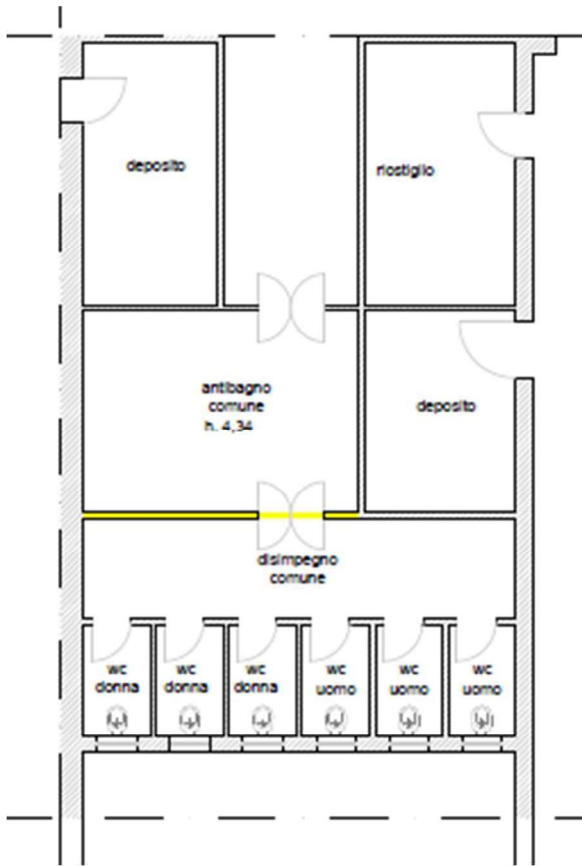 deposito
riostiglio
antibagno
comune
h. 4,34
deposito
disimpegno
comune
wc
donna
wc
donna
wc
donna
wc
uomo
wc
uomo
wc
uomo